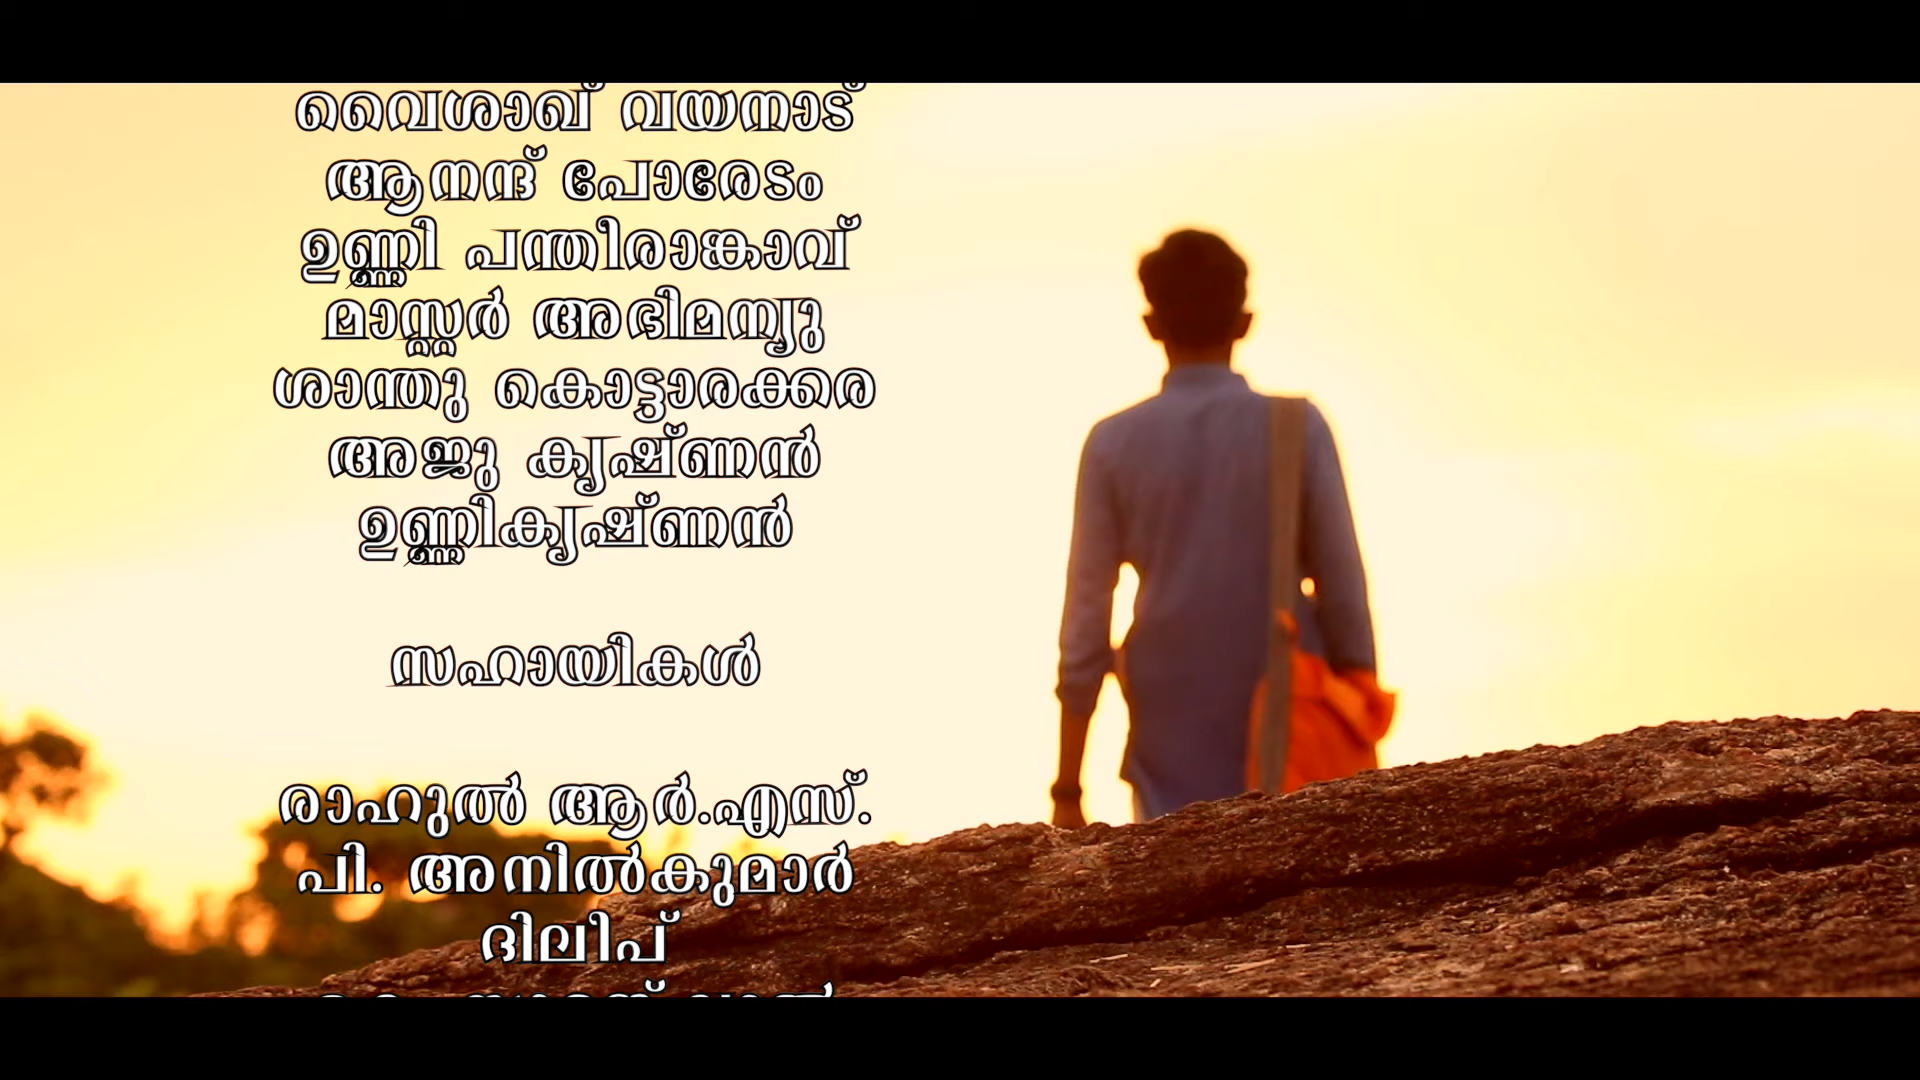 വൈശാഖ് വയനാട്
ആനന്ദ് പോരേടം
ഉണ്ണി പന്തീരാങ്കാവ്
മാസ്റ്റർ അഭിമന്യു
ശാന്തു കൊട്ടാരക്കര
അജു കൃഷ്ണൻ
ഉണ്ണികൃഷ്ണൻ
സഹായികൾ
രാഹുൽ ആർ.എസ്.
പി. അനിൽകുമാർ
ദിലീപ്